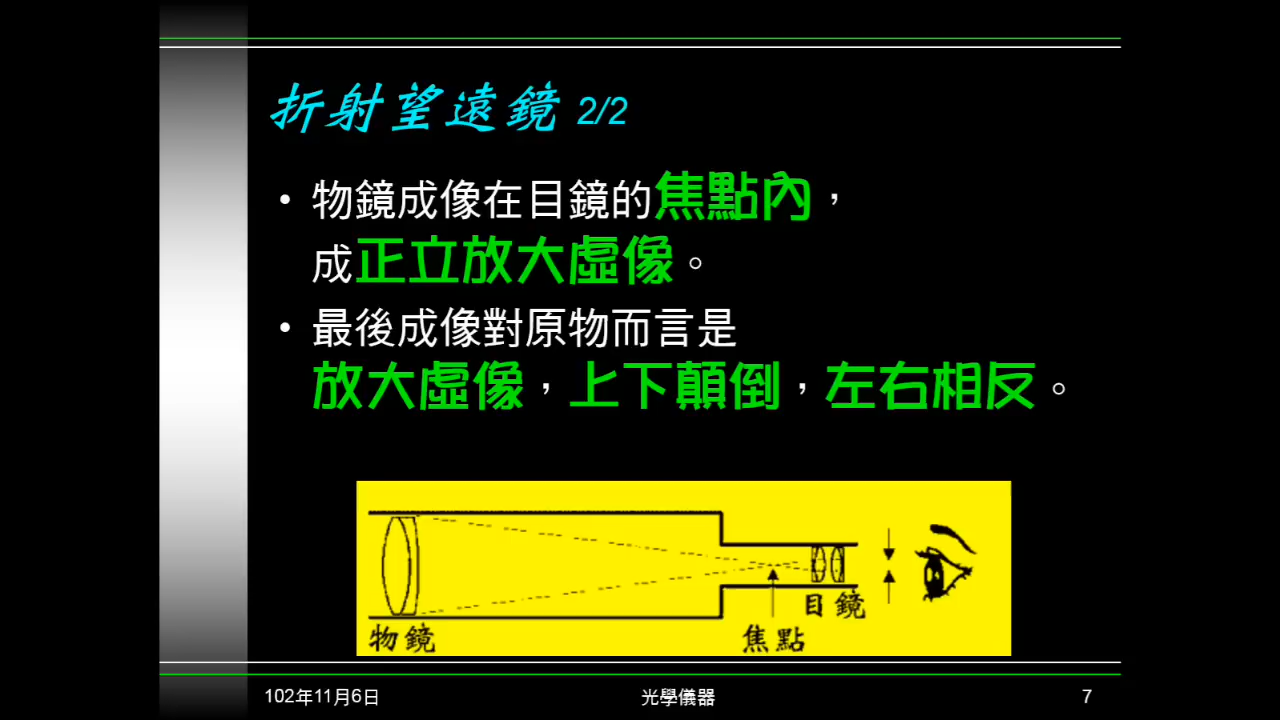 折射望遠鏡 2/2
• 物鏡成像在目鏡的焦點內，
成正立放大虛像。
• 最後成像對原物而言是
放大虛像，上下顛倒，左右相反。
目鏡
物鏡
焦點
102年11月6日
光學儀器
7